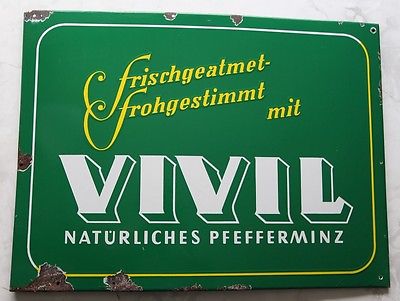 Frischgeatmet-
Frohgestimmt
mit
VIVIL
NATÜRLICHES PFEFFERMINZ